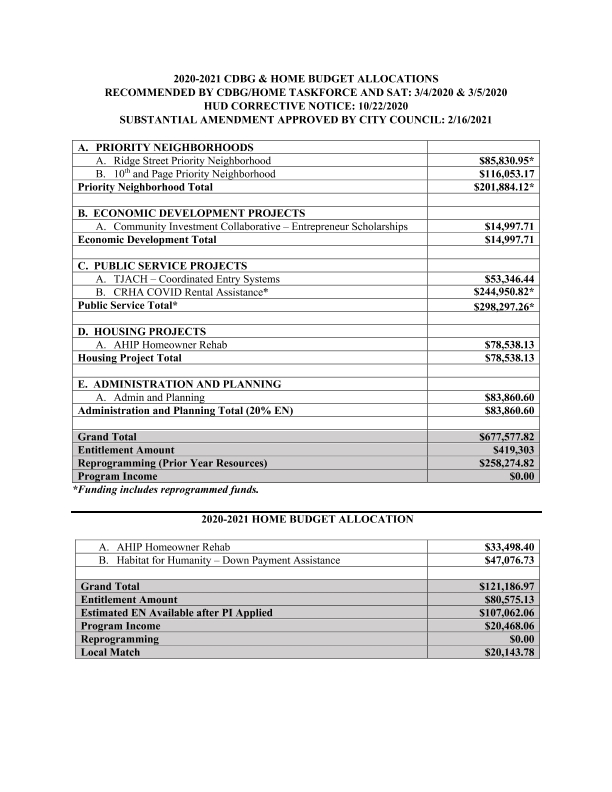 2020-2021 CDBG & HOME BUDGET ALLOCATIONS
RECOMMENDED BY CDBG/HOME TASKFORCE AND SAT: 3/4/2020 & 3/5/2020
HUD CORRECTIVE NOTICE: 10/22/2020
SUBSTANTIAL AMENDMENT APPROVED BY CITY COUNCIL: 2/16/2021
A. PRIORITY NEIGHBORHOODS
A. Ridge Street Priority Neighborhood $85,830.95*
B. 10th and Page Priority Neighborhood $116,053.17
Priority Neighborhood Total $201,884.12*
B. ECONOMIC DEVELOPMENT PROJECTS
A. Community Investment Collaborative – Entrepreneur Scholarships $14,997.71
Economic Development Total $14,997.71
C. PUBLIC SERVICE PROJECTS
A. TJACH – Coordinated Entry Systems $53,346.44
B. CRHA COVID Rental Assistance* $244,950.82*
Public Service Total* $298,297.26*
D. HOUSING PROJECTS
A. AHIP Homeowner Rehab $78,538.13
Housing Project Total $78,538.13
E. ADMINISTRATION AND PLANNING
A. Admin and Planning $83,860.60
Administration and Planning Total (20% EN) $83,860.60
Grand Total $677,577.82
Entitlement Amount $419,303
Reprogramming (Prior Year Resources) $258,274.82
Program Income $0.00
*Funding includes reprogrammed funds.
2020-2021 HOME BUDGET ALLOCATION
A. AHIP Homeowner Rehab $33,498.40
B. Habitat for Humanity – Down Payment Assistance $47,076.73
Grand Total $121,186.97
Entitlement Amount $80,575.13
Estimated EN Available after PI Applied $107,062.06
Program Income $20,468.06
Reprogramming $0.00
Local Match $20,143.78